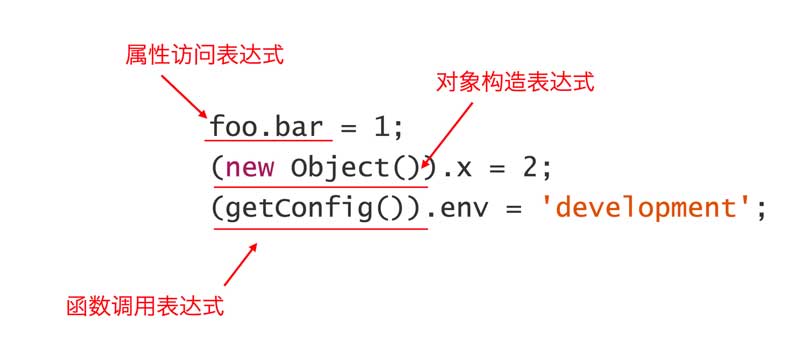 属性访问表达式
对象构造表达式
foo.bar = 1;
(new Object()).x = 2;
(getConfig()).env = 'development';
函数调用表达式